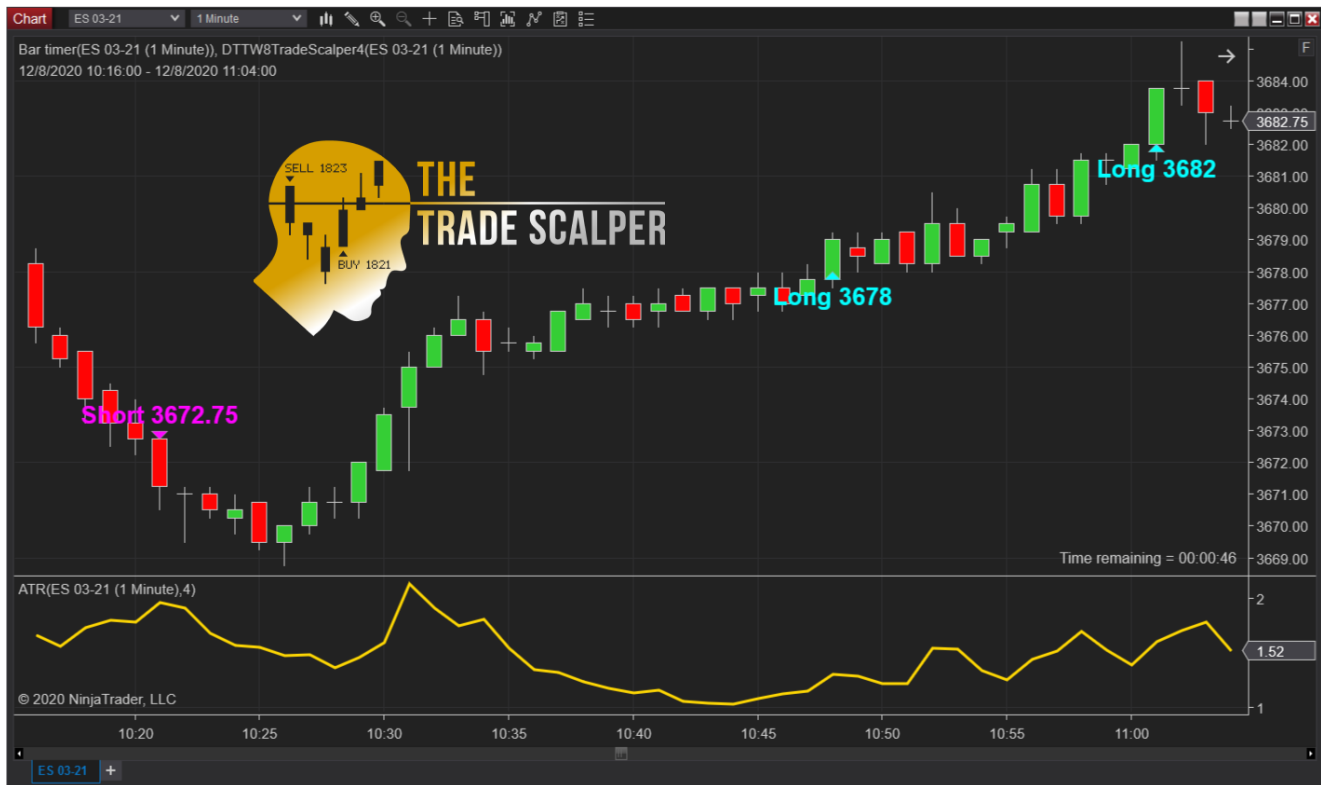 Chart ES 03-21 1 Minute
Bar timer(ES 03-21 (1 Minute)), DTTW8TradeScalper4(ES 03-21 (1 Minute))
12/8/2020 10:16:00 - 12/8/2020 11:04:00
F
SELL 1823
BUY 1821
THE
TRADE SCALPER
Short 3672.75
Long 3678
Long 3682
3684.00
3682.75
3682.00
3681.00
3680.00
3679.00
3678.00
3677.00
3676.00
3675.00
3674.00
3673.00
3672.00
3671.00
3670.00
3669.00
Time remaining = 00:00:46
ATR(ES 03-21 (1 Minute),4)
2
1.52
1
© 2020 NinjaTrader, LLC
10:20 10:25 10:30 10:35 10:40 10:45 10:50 10:55 11:00
ES 03-21 +